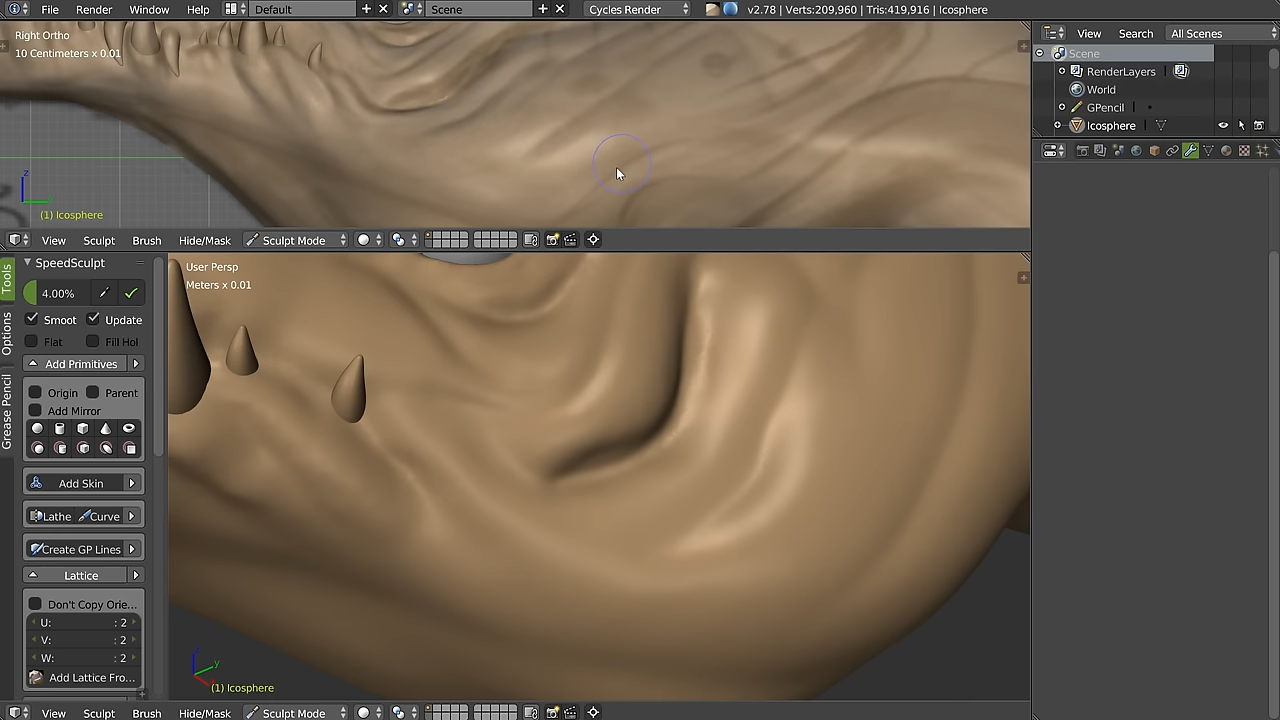 File Render Window Help Default Scene Cycles Render v2.78 | Verts:209,960 | Tris:419,916 | Icosphere
Right Ortho
10 Centimeters x 0.01
z
(1) Icosphere
View Sculpt Brush Hide/Mask Sculpt Mode
View Search All Scenes
Scene
RenderLayers
World
GPencil
Icosphere
Tools
Options
Grease Pencil
SpeedSculpt
4.00%
Smoot Update
Flat Fill Hol
Add Primitives
Origin Parent
Add Mirror
Add Skin
Lathe Curve
Create GP Lines
Lattice
Don't Copy Orie...
U: : 2
V: : 2
W: : 2
Add Lattice Fro...
User Persp
Meters x 0.01
y
(1) Icosphere
View Sculpt Brush Hide/Mask Sculpt Mode